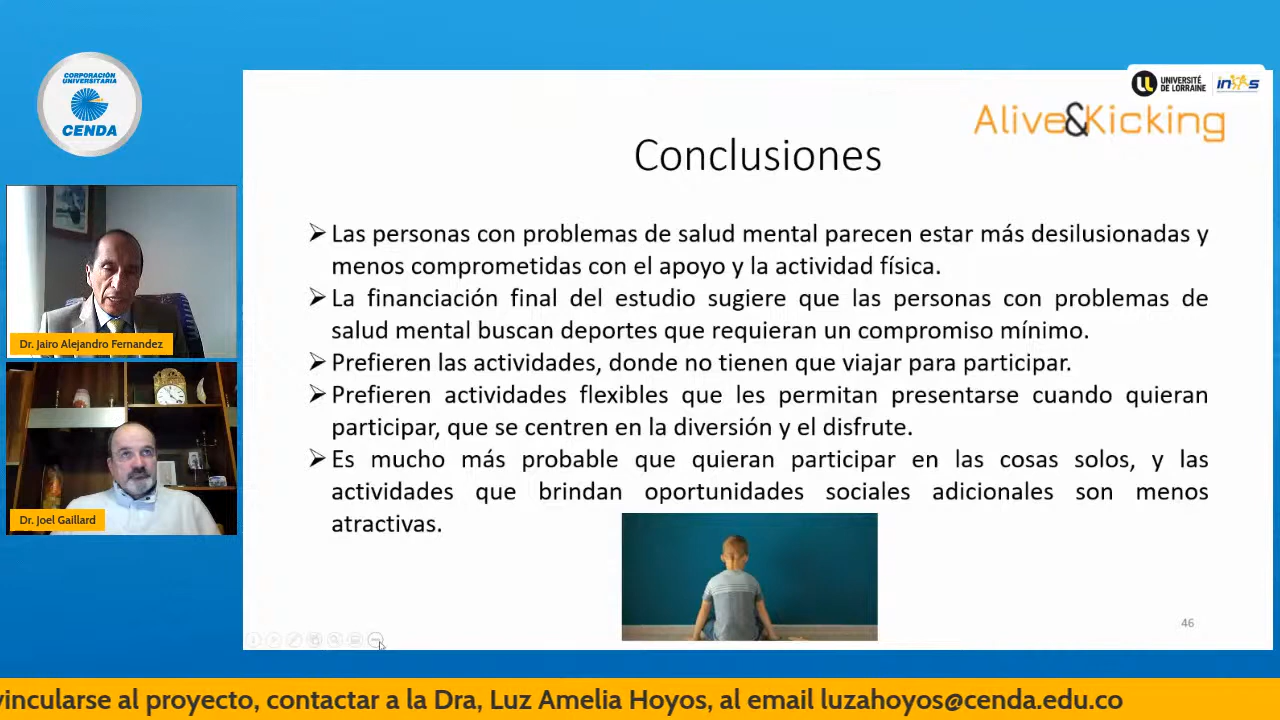 CORPORACIÓN
UNIVERSITARIA
CENDA
UNIVERSITÉ
DE LORRAINE
Alive&Kicking
Conclusiones
Las personas con problemas de salud mental parecen estar más desilusionadas y
menos comprometidas con el apoyo y la actividad física.
La financiación final del estudio sugiere que las personas con problemas de
salud mental buscan deportes que requieran un compromiso mínimo.
Prefieren las actividades, donde no tienen que viajar para participar.
Prefieren actividades flexibles que les permitan presentarse cuando quieran
participar, que se centren en la diversión y el disfrute.
Es mucho más probable que quieran participar en las cosas solos, y las
actividades que brindan oportunidades sociales adicionales son menos
atractivas.
46
Dr. Jairo Alejandro Fernandez
Dr. Joel Gaillard
vincularse al proyecto, contactar a la Dra, Luz Amelia Hoyos, al email luzahoyos@cenda.edu.co